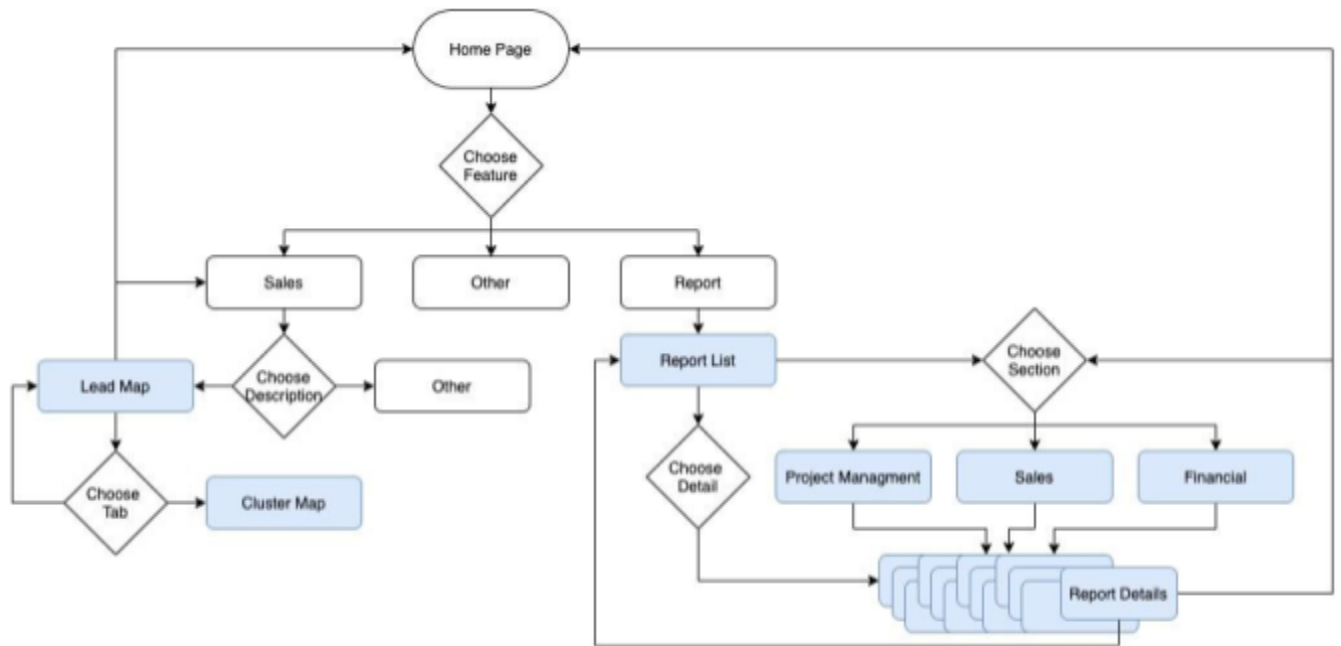 Home Page
Choose
Feature
Sales
Other
Report
Report List
Choose
Section
Lead Map
Choose
Description
Other
Choose
Detail
Project Managment
Sales
Financial
Choose
Tab
Cluster Map
Report Details